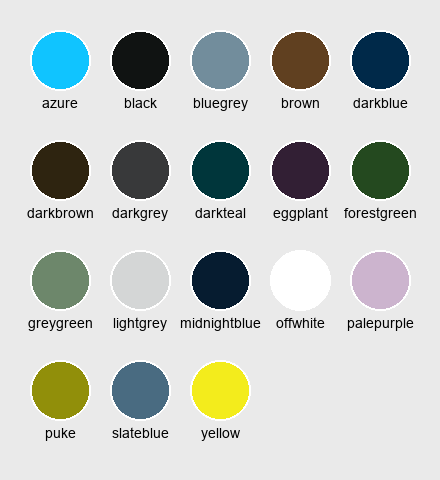 azure black bluegrey brown darkblue
darkbrown darkgrey darkteal eggplant forestgreen
greygreen lightgrey midnightblue offwhite palepurple
puke slateblue yellow